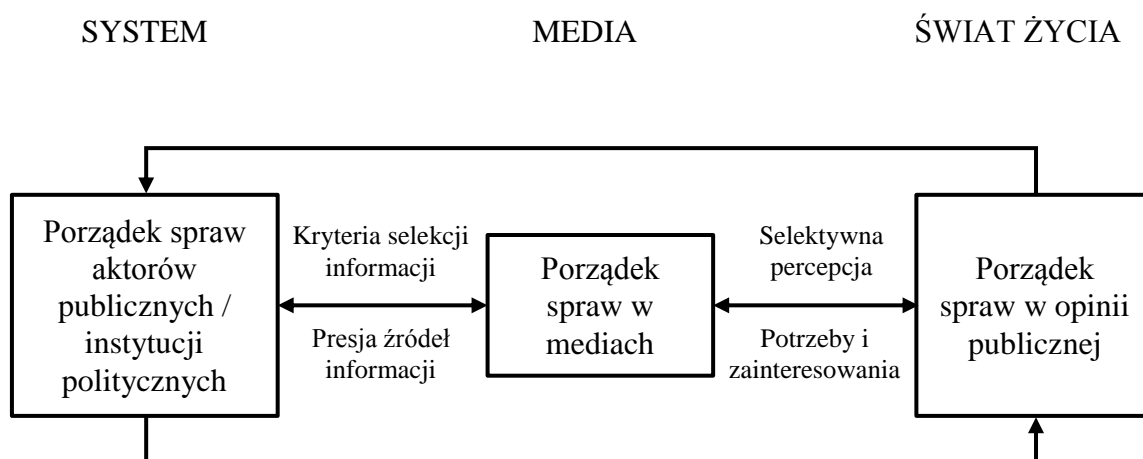 SYSTEM
MEDIA
ŚWIAT ŻYCIA
Porządek spraw
aktorów
publicznych /
instytucji
politycznych
Kryteria selekcji
informacji
Presja źródeł
informacji
Porządek
spraw w
mediach
Selektywna
percepcja
Potrzeby i
zainteresowania
Porządek
spraw w opinii
publicznej